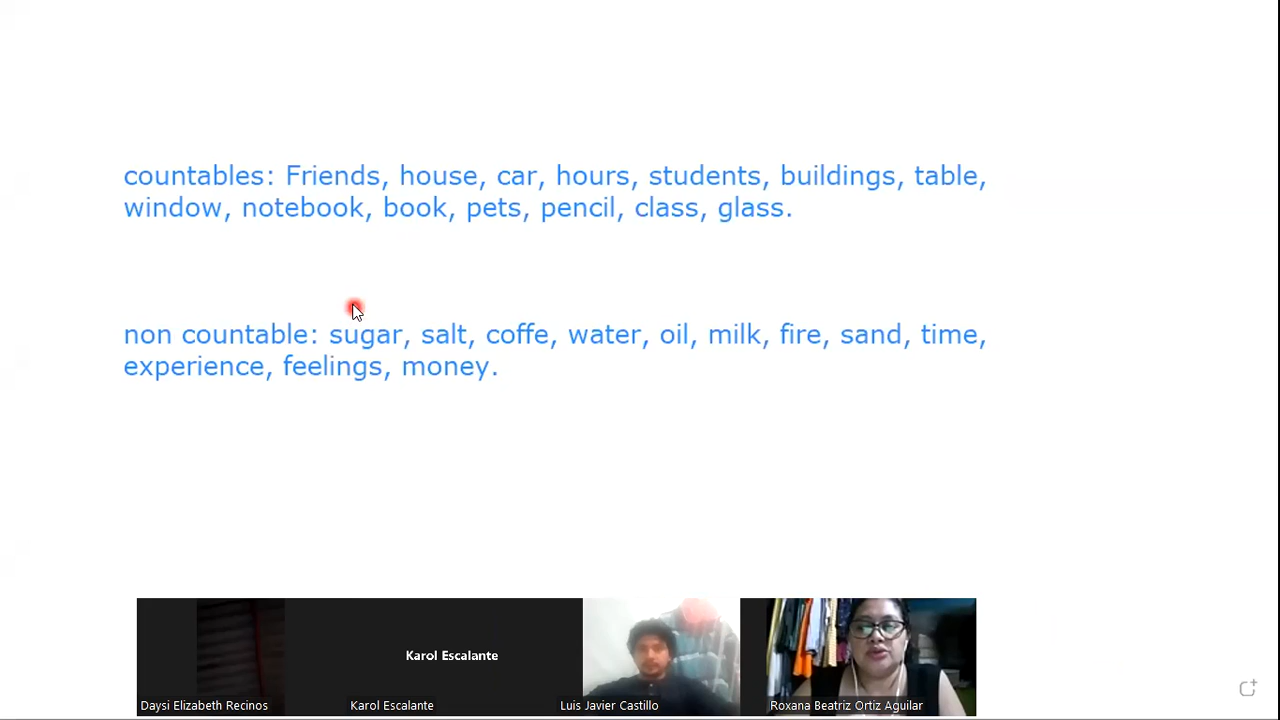 countables: Friends, house, car, hours, students, buildings, table,
window, notebook, book, pets, pencil, class, glass.
non countable: sugar, salt, coffe, water, oil, milk, fire, sand, time,
experience, feelings, money.
Karol Escalante
Daysi Elizabeth Recinos
Karol Escalante
Luis Javier Castillo
Roxana Beatriz Ortiz Aguilar